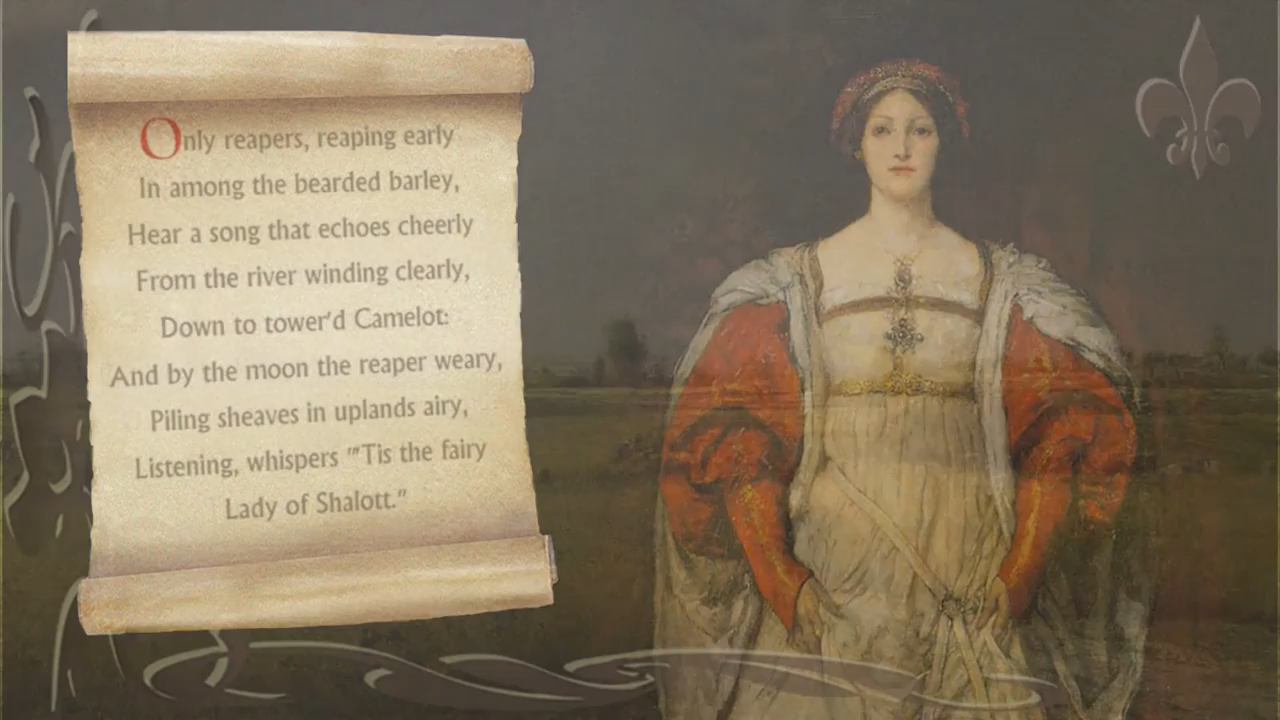 Only reapers, reaping early
In among the bearded barley,
Hear a song that echoes cheerly
From the river winding clearly,
Down to tower'd Camelot:
And by the moon the reaper weary,
Piling sheaves in uplands airy,
Listening, whispers "'Tis the fairy
Lady of Shalott."